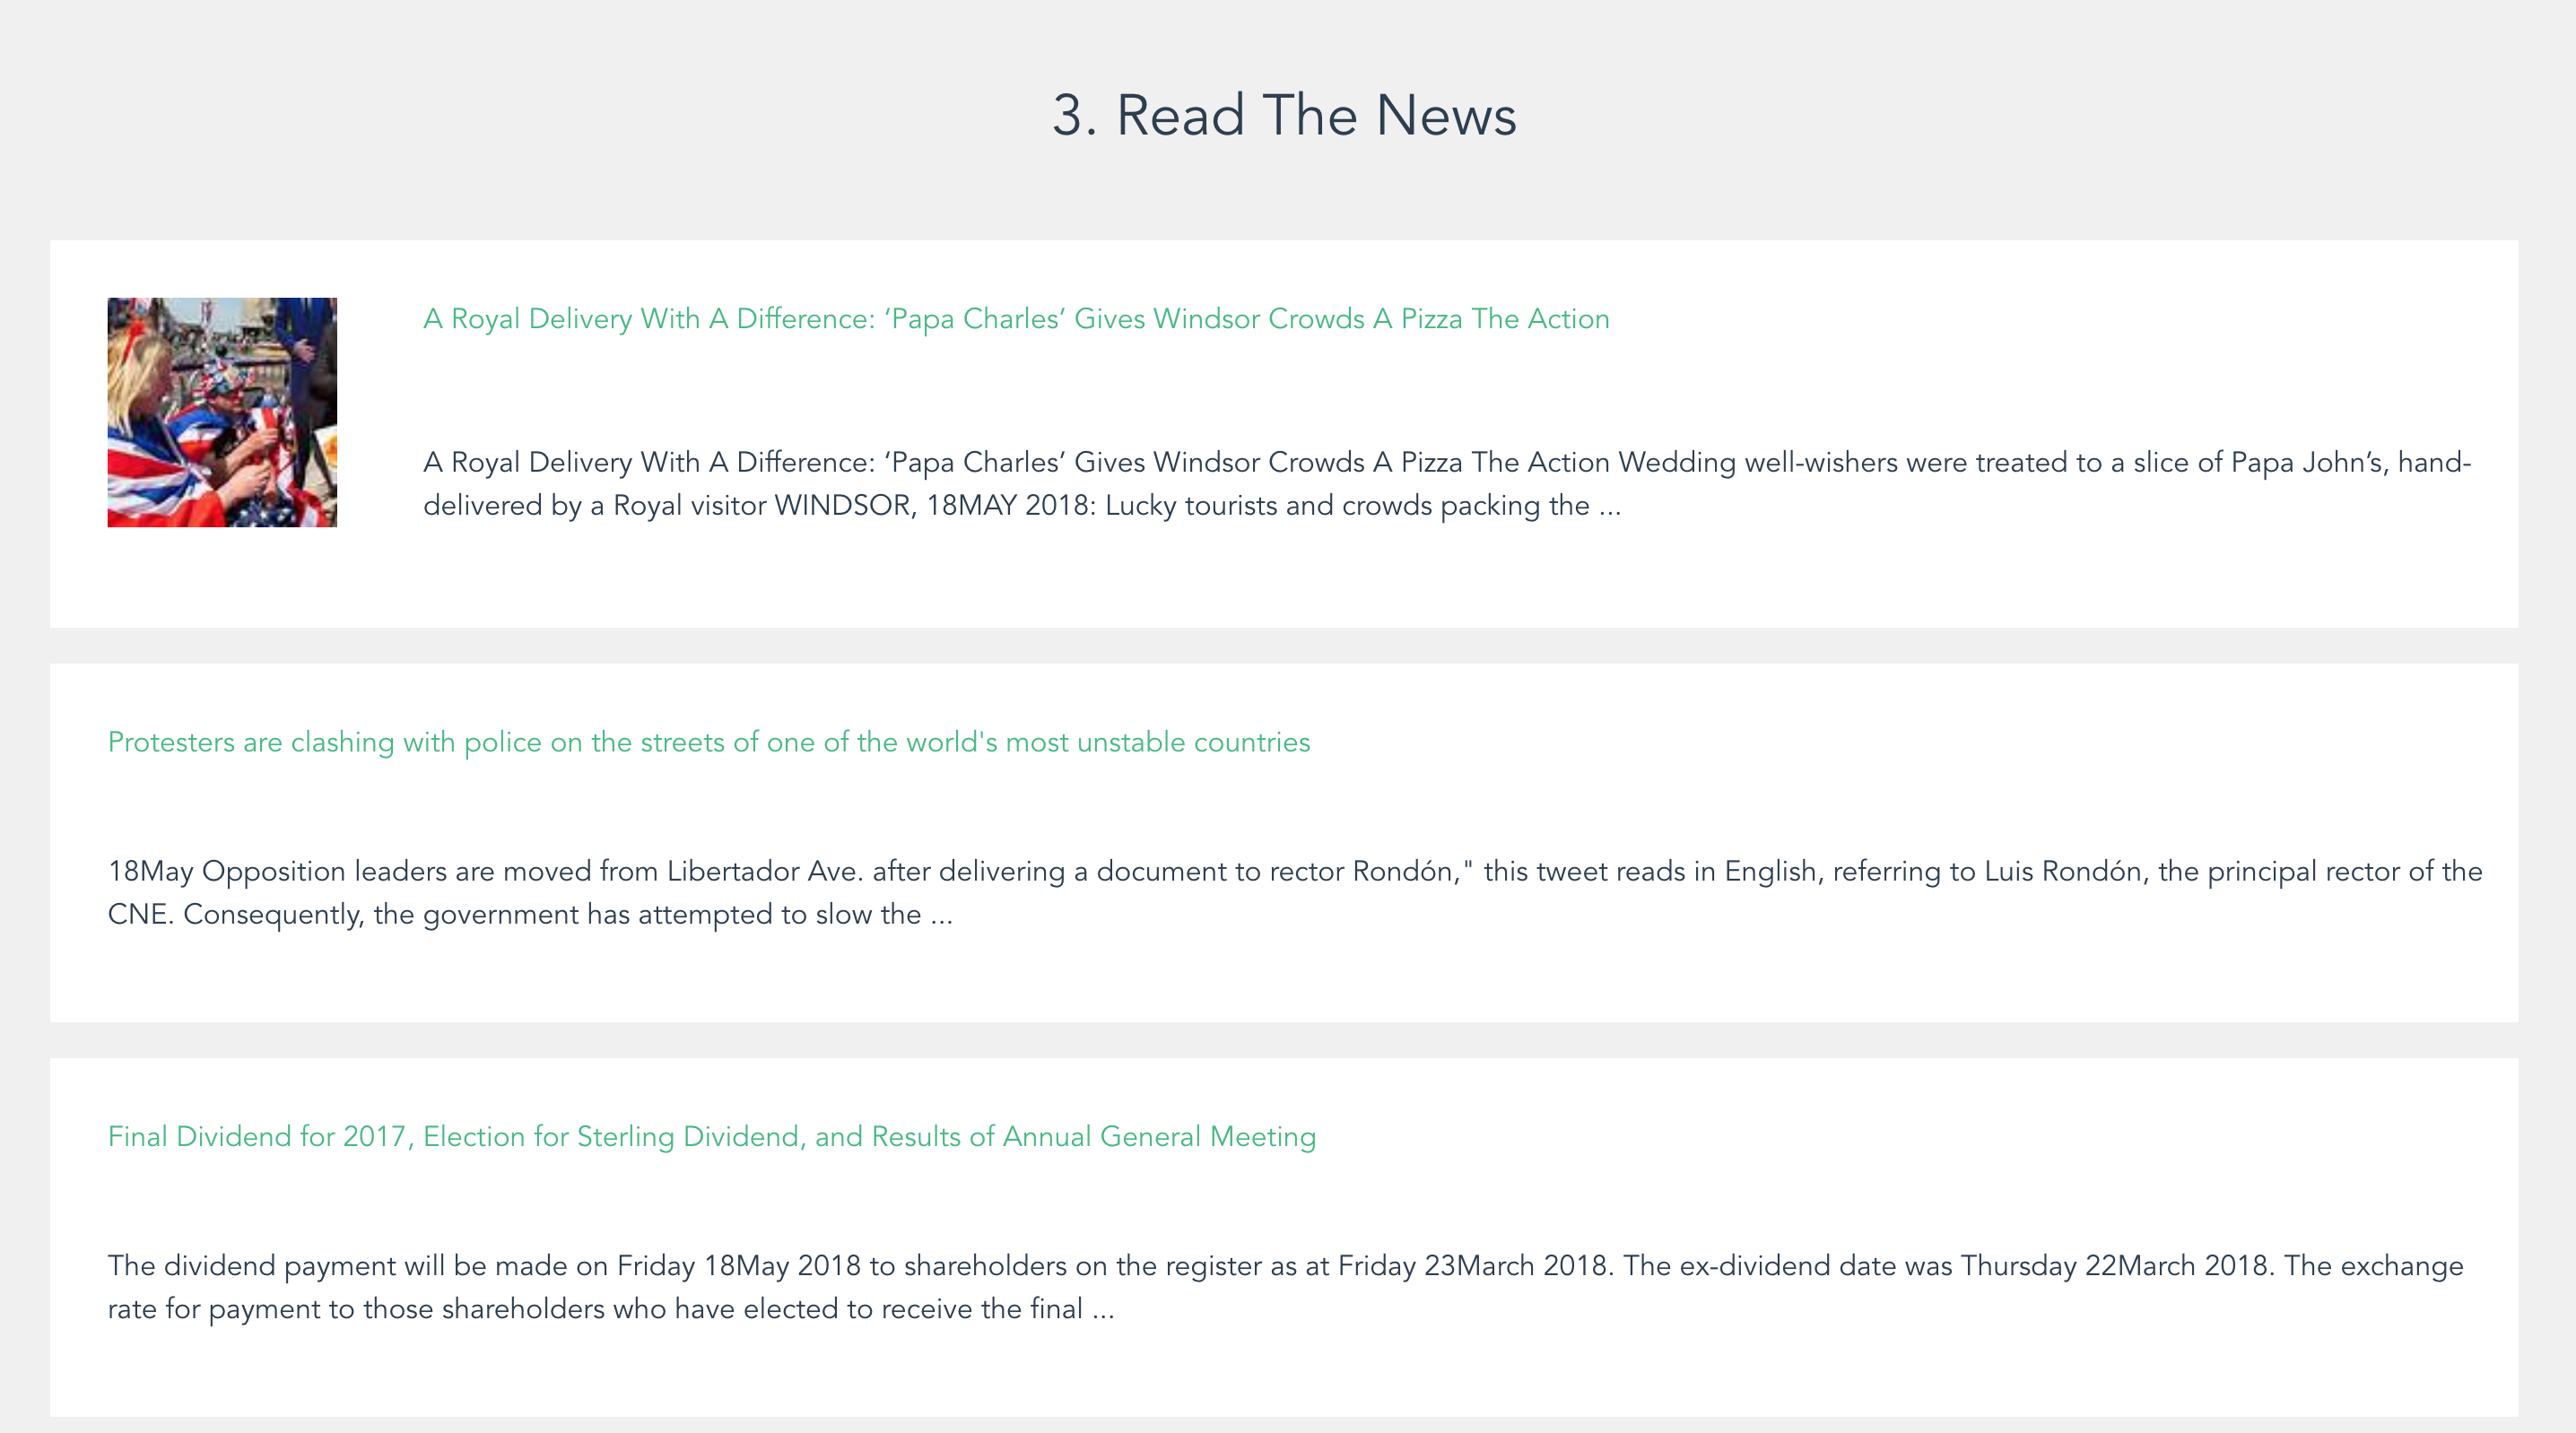 3. Read The News
A Royal Delivery With A Difference: ‘Papa Charles’ Gives Windsor Crowds A Pizza The Action
A Royal Delivery With A Difference: ‘Papa Charles’ Gives Windsor Crowds A Pizza The Action Wedding well-wishers were treated to a slice of Papa John’s, hand-
delivered by a Royal visitor WINDSOR, 18MAY 2018: Lucky tourists and crowds packing the ...
Protesters are clashing with police on the streets of one of the world's most unstable countries
18May Opposition leaders are moved from Libertador Ave. after delivering a document to rector Rondón," this tweet reads in English, referring to Luis Rondón, the principal rector of the
CNE. Consequently, the government has attempted to slow the ...
Final Dividend for 2017, Election for Sterling Dividend, and Results of Annual General Meeting
The dividend payment will be made on Friday 18May 2018 to shareholders on the register as at Friday 23March 2018. The ex-dividend date was Thursday 22March 2018. The exchange
rate for payment to those shareholders who have elected to receive the final ...